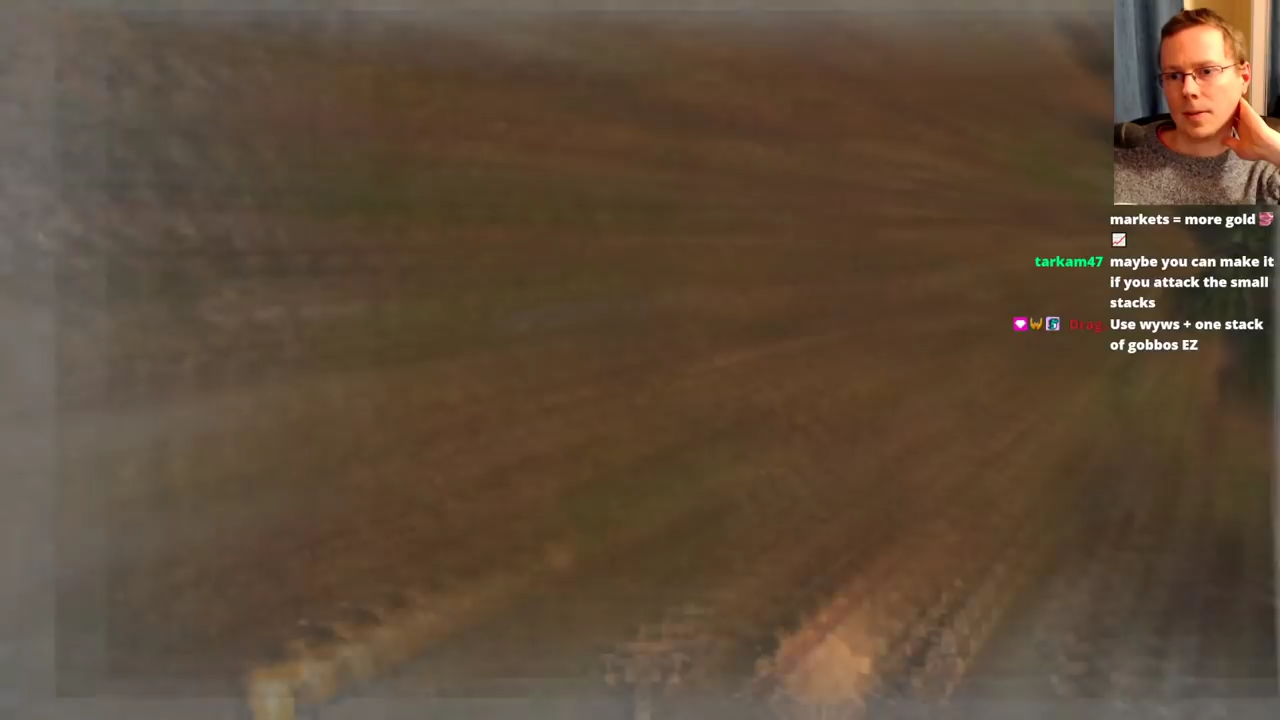 markets = more gold
tarkam47 maybe you can make it
if you attack the small
stacks
Drag Use wyws + one stack
of gobbos EZ